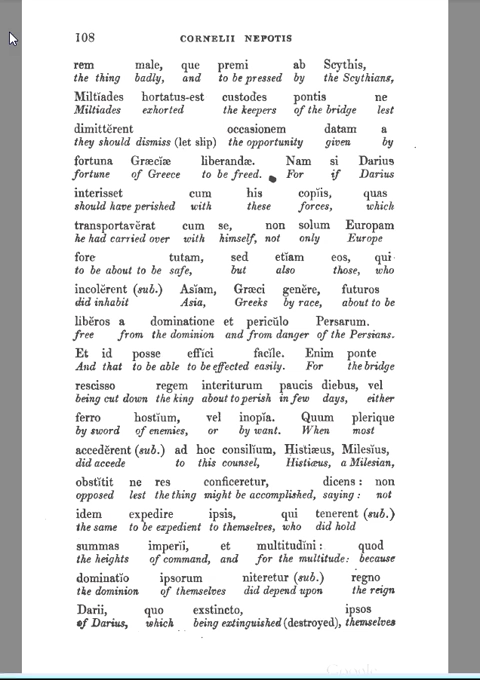 108 CORNELII NEPOTIS
rem male, que premi ab Scythis,
the thing badly, and to be pressed by the Scythians,
Miltĭades hortatus-est custodes pontis ne
Miltiades exhorted the keepers of the bridge lest
dimittĕrent occasionem datam a
they should dismiss (let slip) the opportunity given by
fortuna Græcĭæ liberandæ. Nam si Darius
fortune of Greece to be freed. For if Darius
interisset cum his copĭis, quas
should have perished with these forces, which
transportavĕrat cum se, non solum Europam
he had carried over with himself, not only Europe
fore tutam, sed etĭam eos, qui
to be about to be safe, but also those, who
incolĕrent (sub.) Asĭam, Græci genĕre, futuros
did inhabit Asia, Greeks by race, about to be
libĕros a dominatione et pericŭlo Persarum.
free from the dominion and from danger of the Persians.
Et id posse effĭci facĭle. Enim ponte
And that to be able to be effected easily. For the bridge
rescisso regem interiturum paucis diebus, vel
being cut down the king about to perish in few days, either
ferro hostĭum, vel inopĭa. Quum plerique
by sword of enemies, or by want. When most
accedĕrent (sub.) ad hoc consilĭum, Histiæus, Milesĭus,
did accede to this counsel, Histiæus, a Milesian,
obstĭtit ne res conficeretur, dicens: non
opposed lest the thing might be accomplished, saying: not
idem expedire ipsis, qui tenerent (sub.)
the same to be expedient to themselves, who did hold
summas imperĭi, et multitudĭni: quod
the heights of command, and for the multitude: because
dominatĭo ipsorum niteretur (sub.) regno
the dominion of themselves did depend upon the reign
Darii, quo exstincto, ipsos
of Darius, which being extinguished (destroyed), themselves